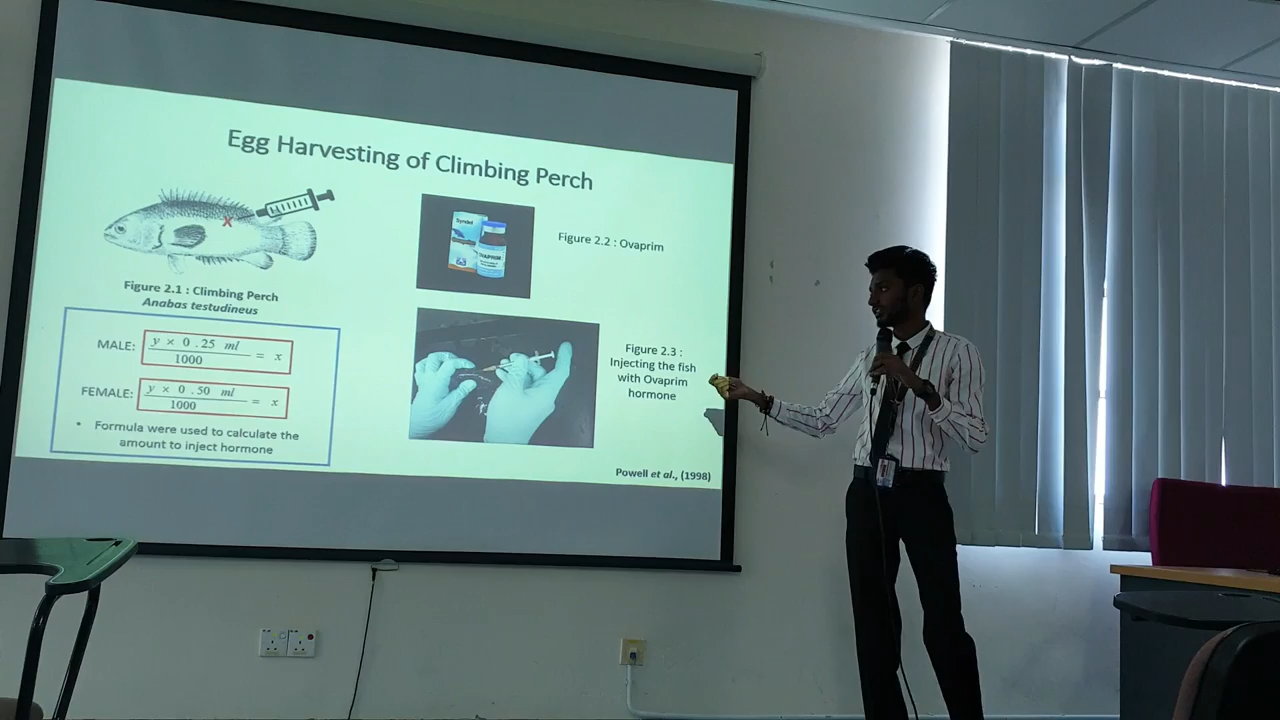 Egg Harvesting of Climbing Perch
x
Figure 2.1 : Climbing Perch
Anabas testudineus
MALE: y × 0 . 25 ml / 1000 = x
FEMALE: y × 0 . 50 ml / 1000 = x
• Formula were used to calculate the
amount to inject hormone
Syndel
OVAPRIM
Figure 2.2 : Ovaprim
Figure 2.3 :
Injecting the fish
with Ovaprim
hormone
Powell et al., (1998)